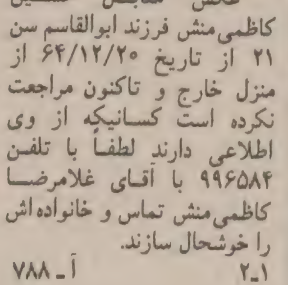 کاظمی‌منش فرزند ابوالقاسم سن
۲۱ از تاریخ ۶۴/۱۲/۲۰ از
منزل خارج و تاکنون مراجعت
نکرده است کسانیکه از وی
اطلاعی دارند لطفاً با تلفن
۹۹۶۵۸۴ با آقای غلامرضا
کاظمی‌منش تماس و خانواده‌اش
را خوشحال سازند.
۲ـ۱ آ ـ ۷۸۸